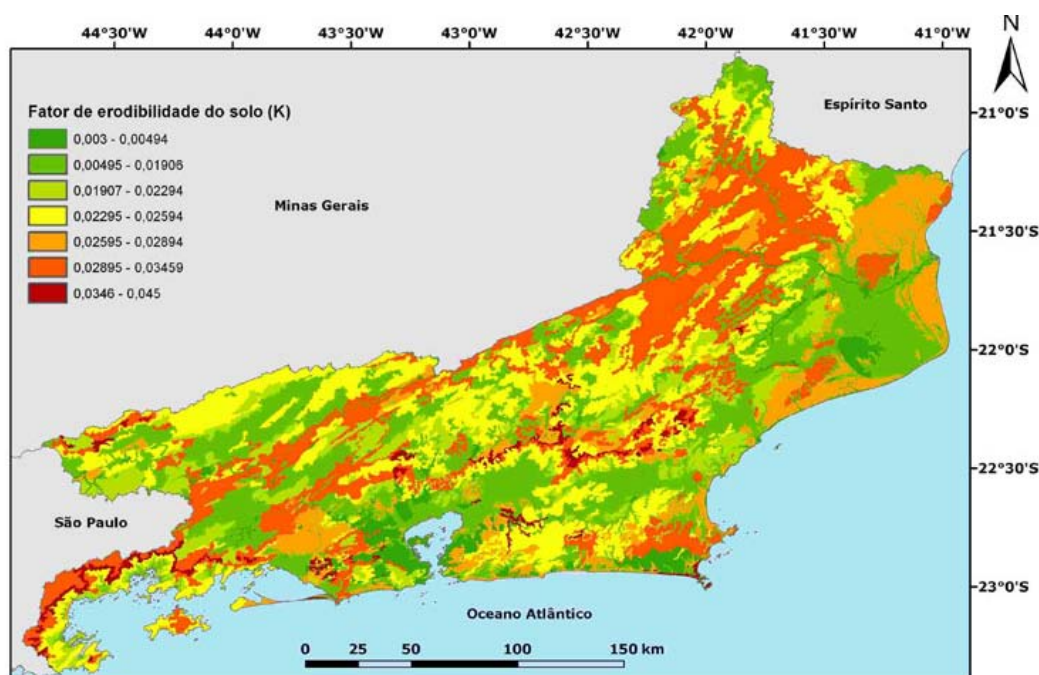 N
44°30'W 44°0'W 43°30'W 43°0'W 42°30'W 42°0'W 41°30'W 41°0'W
Fator de erodibilidade do solo (K)
0,003 - 0,00494
0,00495 - 0,01906
0,01907 - 0,02294
0,02295 - 0,02594
0,02595 - 0,02894
0,02895 - 0,03459
0,0346 - 0,045
Espírito Santo
21°0'S
Minas Gerais
21°30'S
22°0'S
22°30'S
São Paulo
23°0'S
Oceano Atlântico
0 25 50 100 150 km